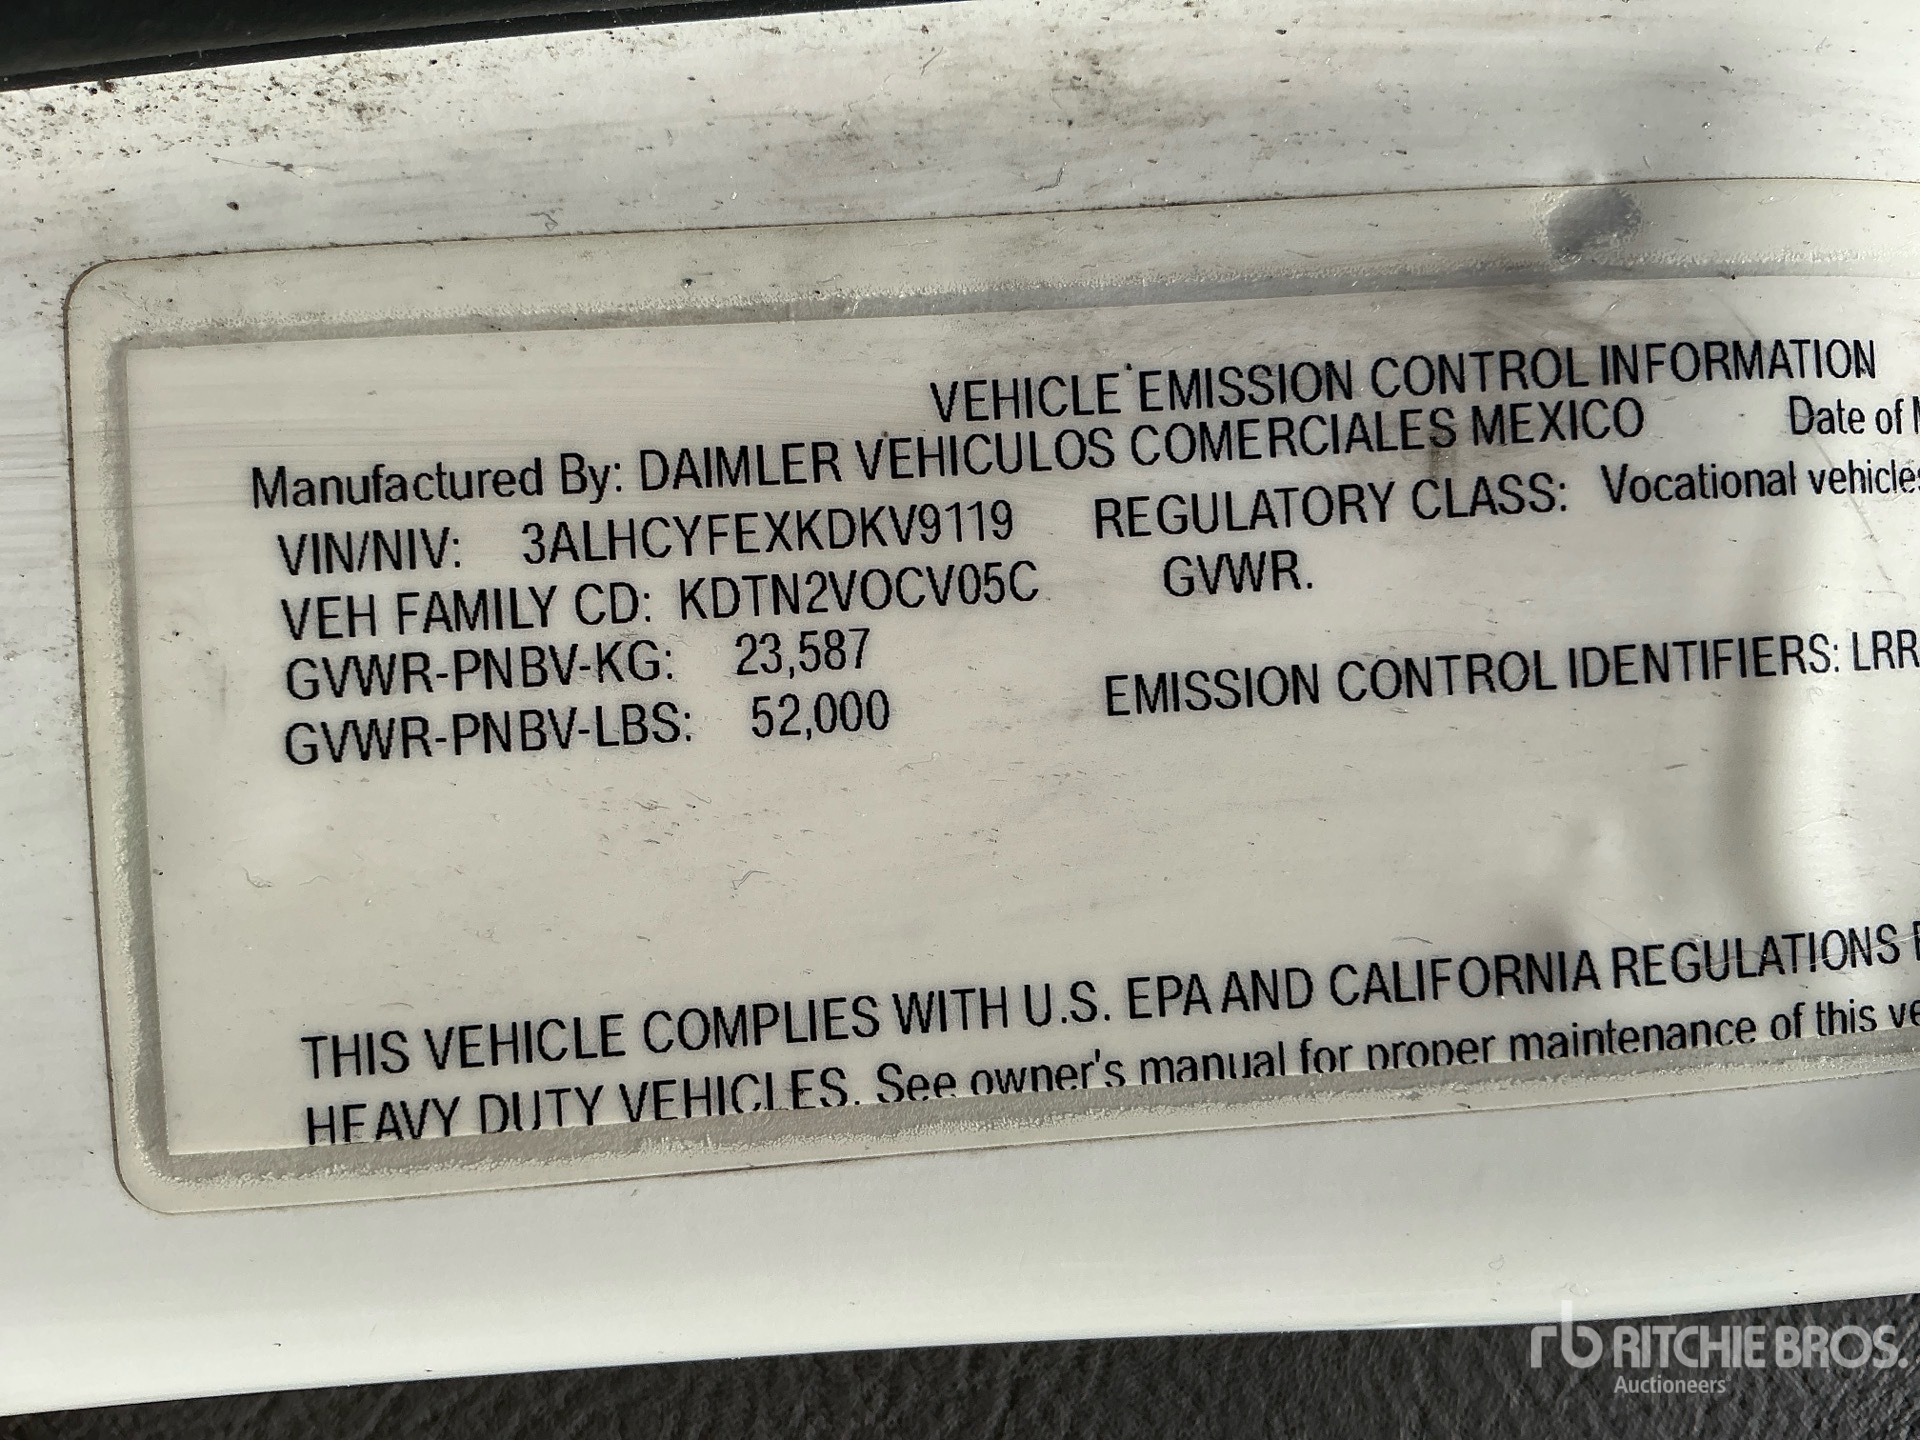 VEHICLE EMISSION CONTROL INFORMATION
Manufactured By: DAIMLER VEHICULOS COMERCIALES MEXICO Date of
VIN/NIV: 3ALHCYFEXKDKV9119 REGULATORY CLASS: Vocational vehicles
VEH FAMILY CD: KDTN2VOCV05C GVWR.
GVWR-PNBV-KG: 23,587
EMISSION CONTROL IDENTIFIERS: LRR
GVWR-PNBV-LBS: 52,000
THIS VEHICLE COMPLIES WITH U.S. EPA AND CALIFORNIA REGULATIONS
HEAVY DUTY VEHICLES. See owner's manual for proper maintenance of this
rb RITCHIE BROS.
Auctioneers